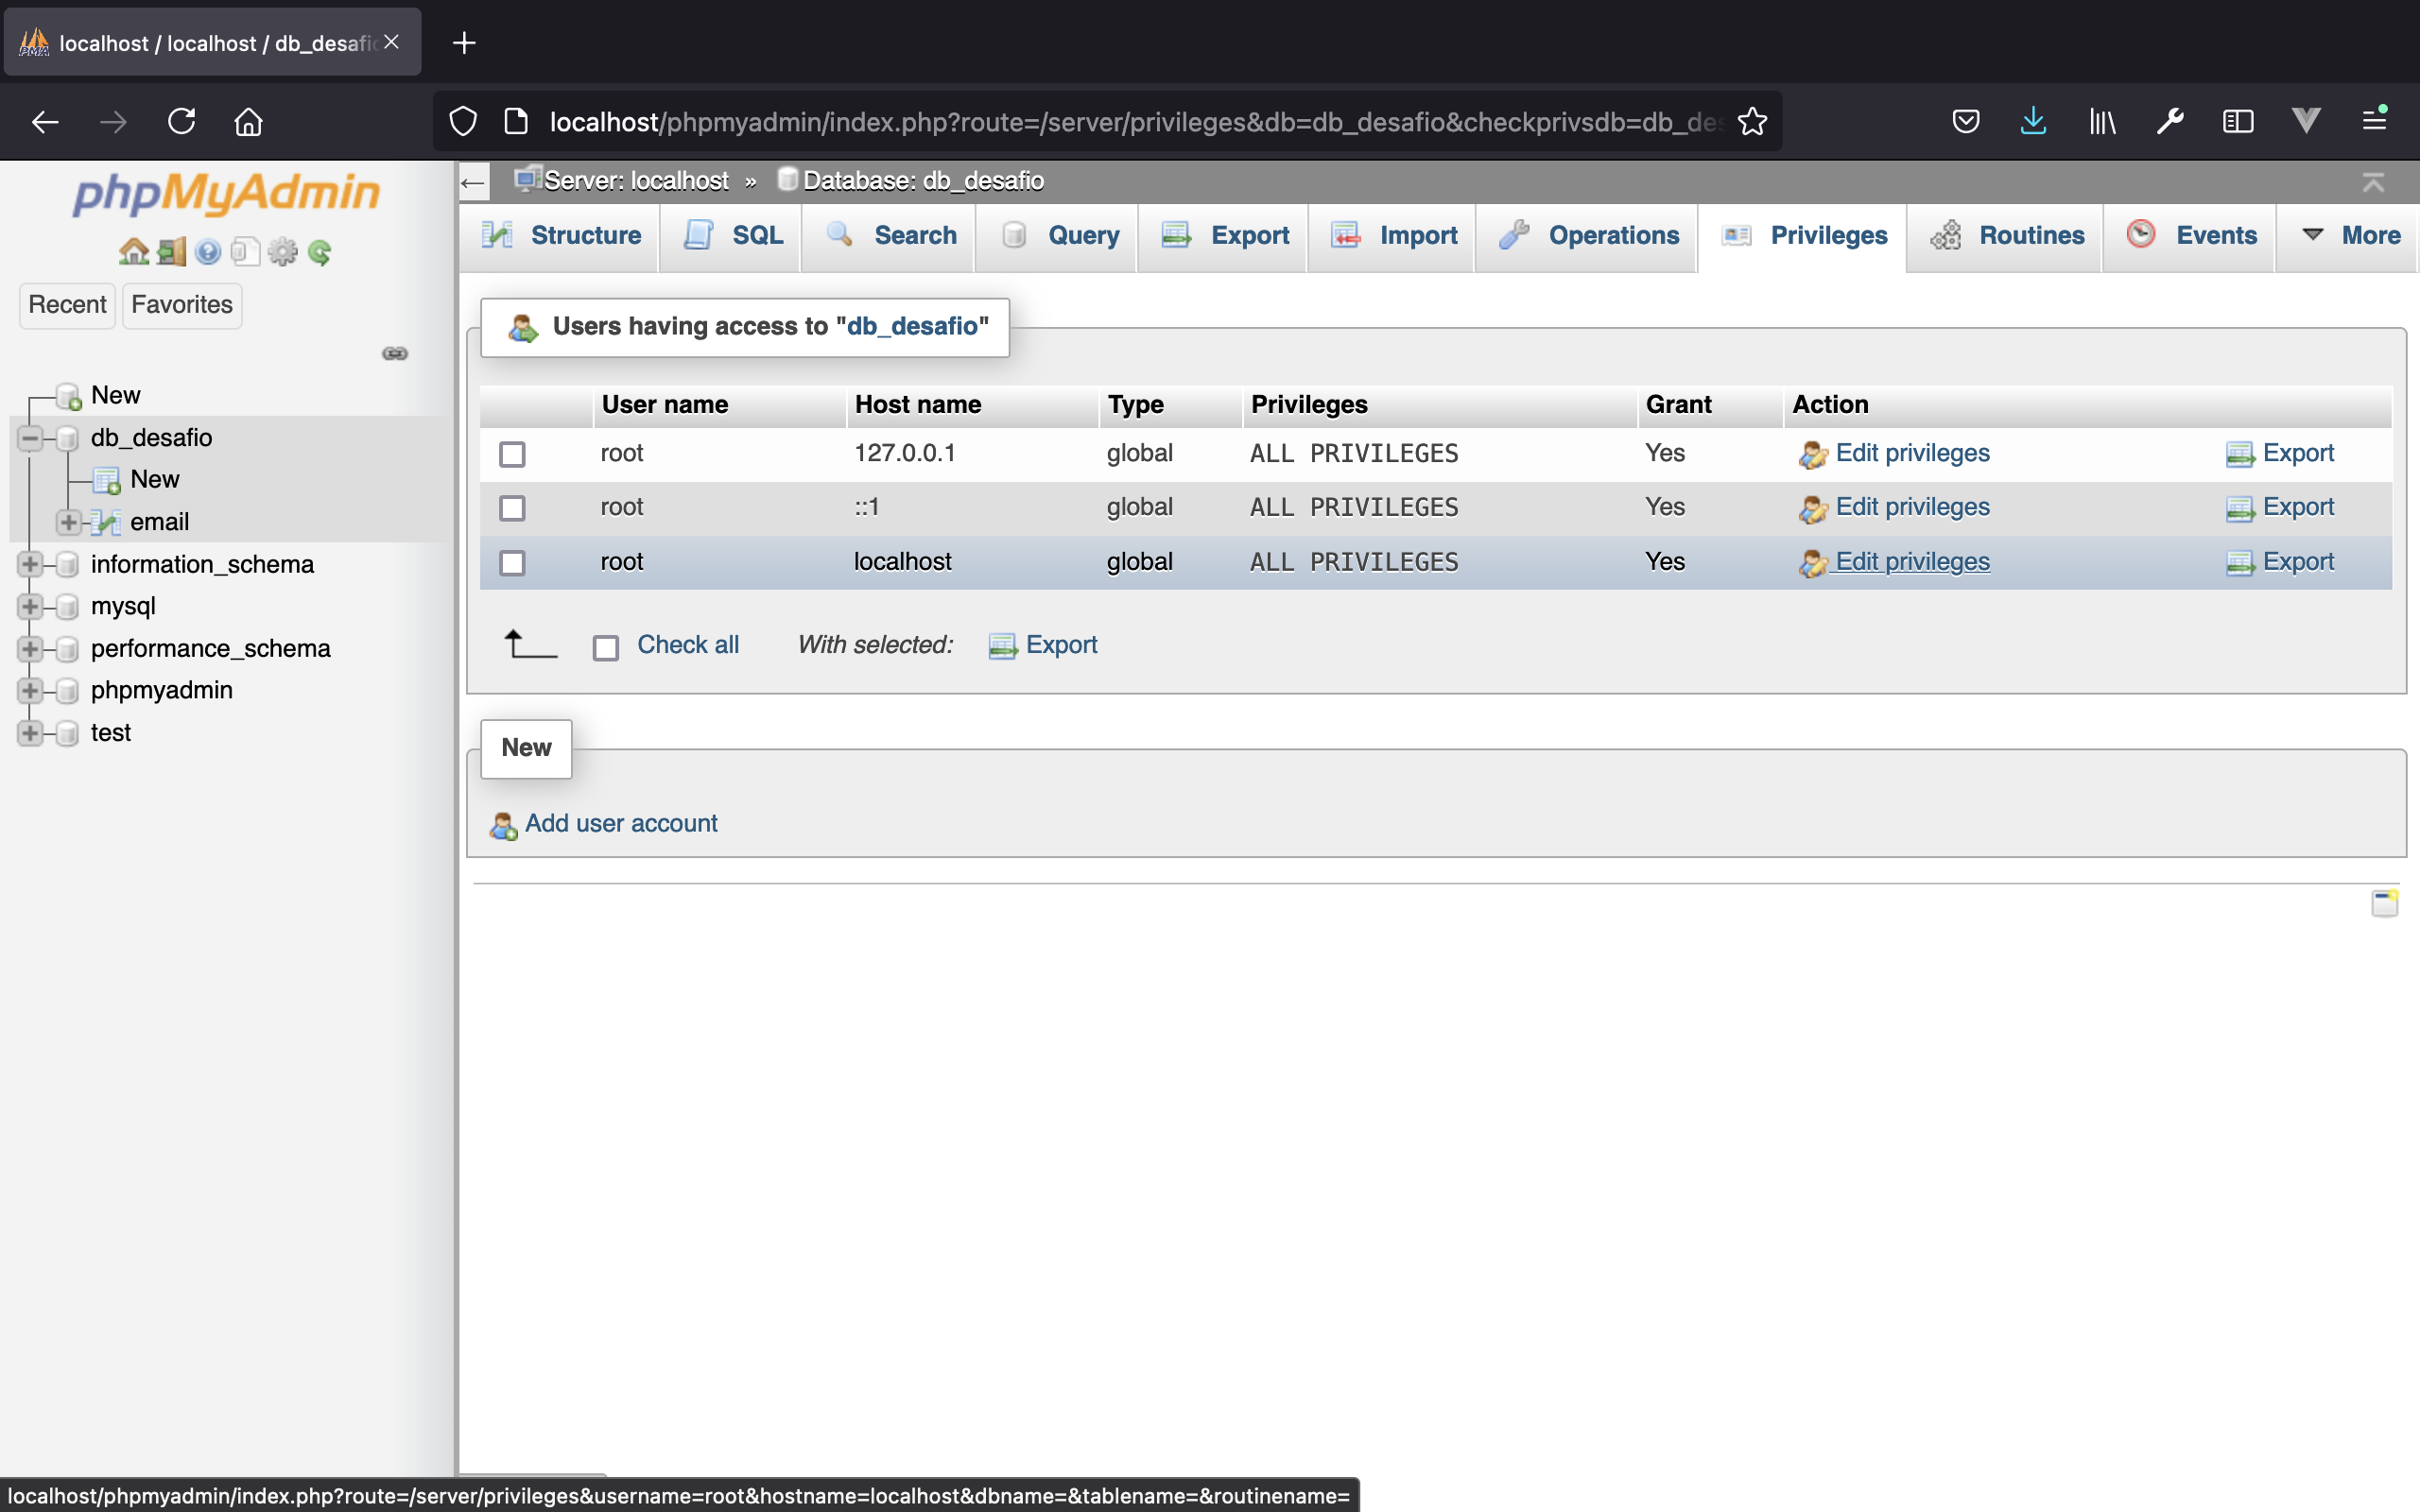 localhost / localhost / db_desafi
localhost/phpmyadmin/index.php?route=/server/privileges&db=db_desafio&checkprivsdb=db_des
phpMyAdmin
Recent Favorites
New
db_desafio
New
email
information_schema
mysql
performance_schema
phpmyadmin
test
Server: localhost » Database: db_desafio
Structure SQL Search Query Export Import Operations Privileges Routines Events More
Users having access to "db_desafio"
User name Host name Type Privileges Grant Action
root 127.0.0.1 global ALL PRIVILEGES Yes Edit privileges Export
root ::1 global ALL PRIVILEGES Yes Edit privileges Export
root localhost global ALL PRIVILEGES Yes Edit privileges Export
Check all With selected: Export
New
Add user account
localhost/phpmyadmin/index.php?route=/server/privileges&username=root&hostname=localhost&dbname=&tablename=&routinename=